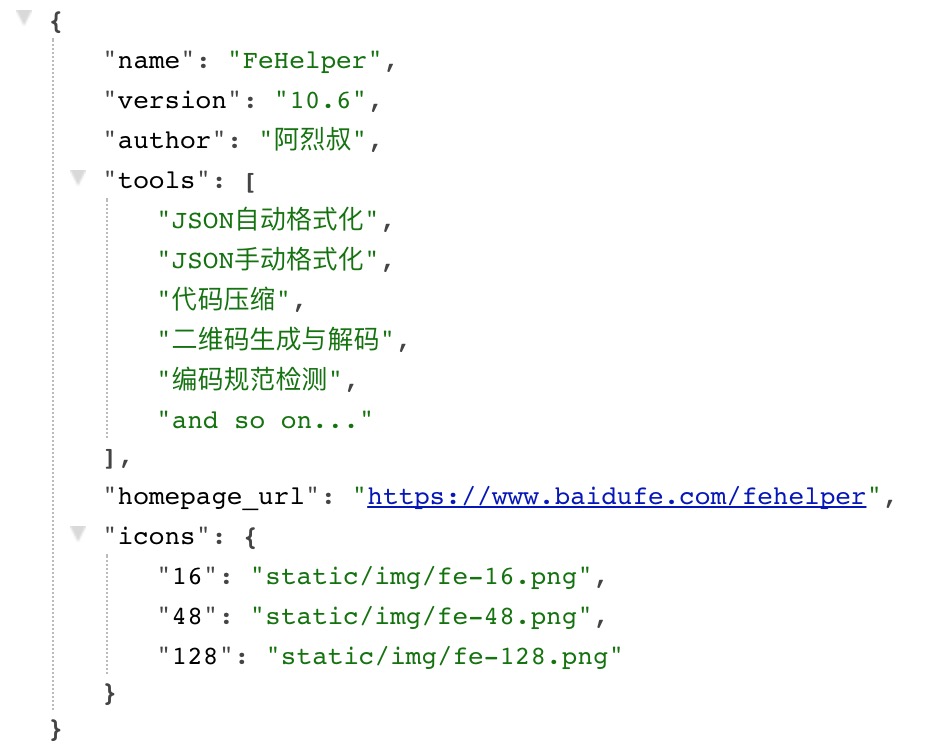 {
"name": "FeHelper",
"version": "10.6",
"author": "阿烈叔",
"tools": [
"JSON自动格式化",
"JSON手动格式化",
"代码压缩",
"二维码生成与解码",
"编码规范检测",
"and so on..."
],
"homepage_url": "https://www.baidufe.com/fehelper",
"icons": {
"16": "static/img/fe-16.png",
"48": "static/img/fe-48.png",
"128": "static/img/fe-128.png"
}
}